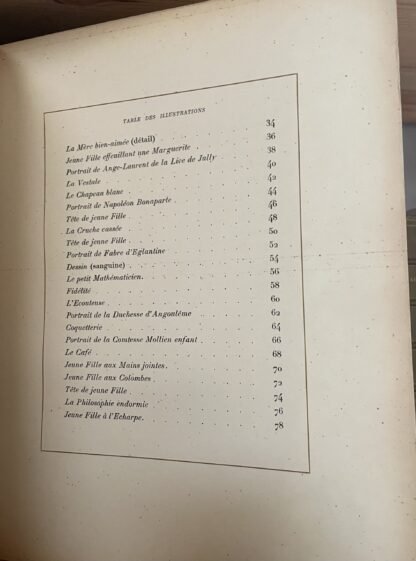 TABLE DES ILLUSTRATIONS
La Mère bien-aimée (détail) 34
Jeune Fille effeuillant une Marguerite 36
Portrait de Ange-Laurent de la Live de Jully 38
La Vestale 40
Le Chapeau blanc 42
Portrait de Napoléon Bonaparte 44
Tête de jeune Fille 46
La Cruche cassée 48
Tête de jeune Fille 50
Portrait de Fabre d'Eglantine 52
Dessin (sanguine) 54
Le petit Mathématicien 56
Fidélité 58
L'Ecouteuse 60
Portrait de la Duchesse d'Angoulême 62
Coquetterie 64
Portrait de la Comtesse Mollien enfant 66
Le Café 68
Jeune Fille aux Mains jointes 70
Jeune Fille aux Colombes 72
Tête de jeune Fille 74
La Philosophie endormie 76
Jeune Fille à l'Echarpe 78